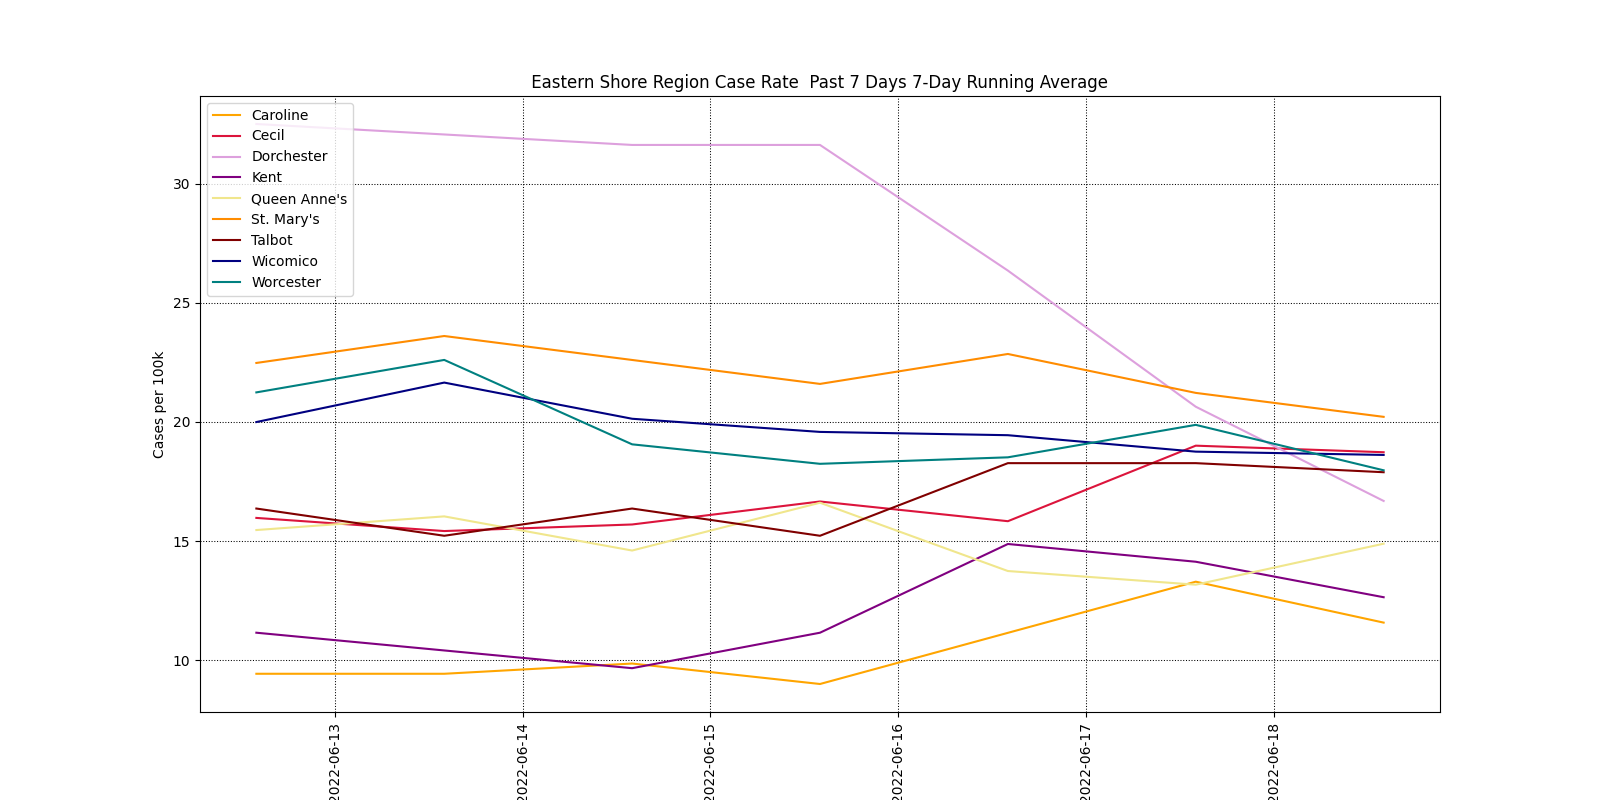 Eastern Shore Region Case Rate  Past 7 Days 7-Day Running Average
Caroline
Cecil
Dorchester
Kent
Queen Anne's
St. Mary's
Talbot
Wicomico
Worcester
Cases per 100k
30
25
20
15
10
2022-06-13
2022-06-14
2022-06-15
2022-06-16
2022-06-17
2022-06-18